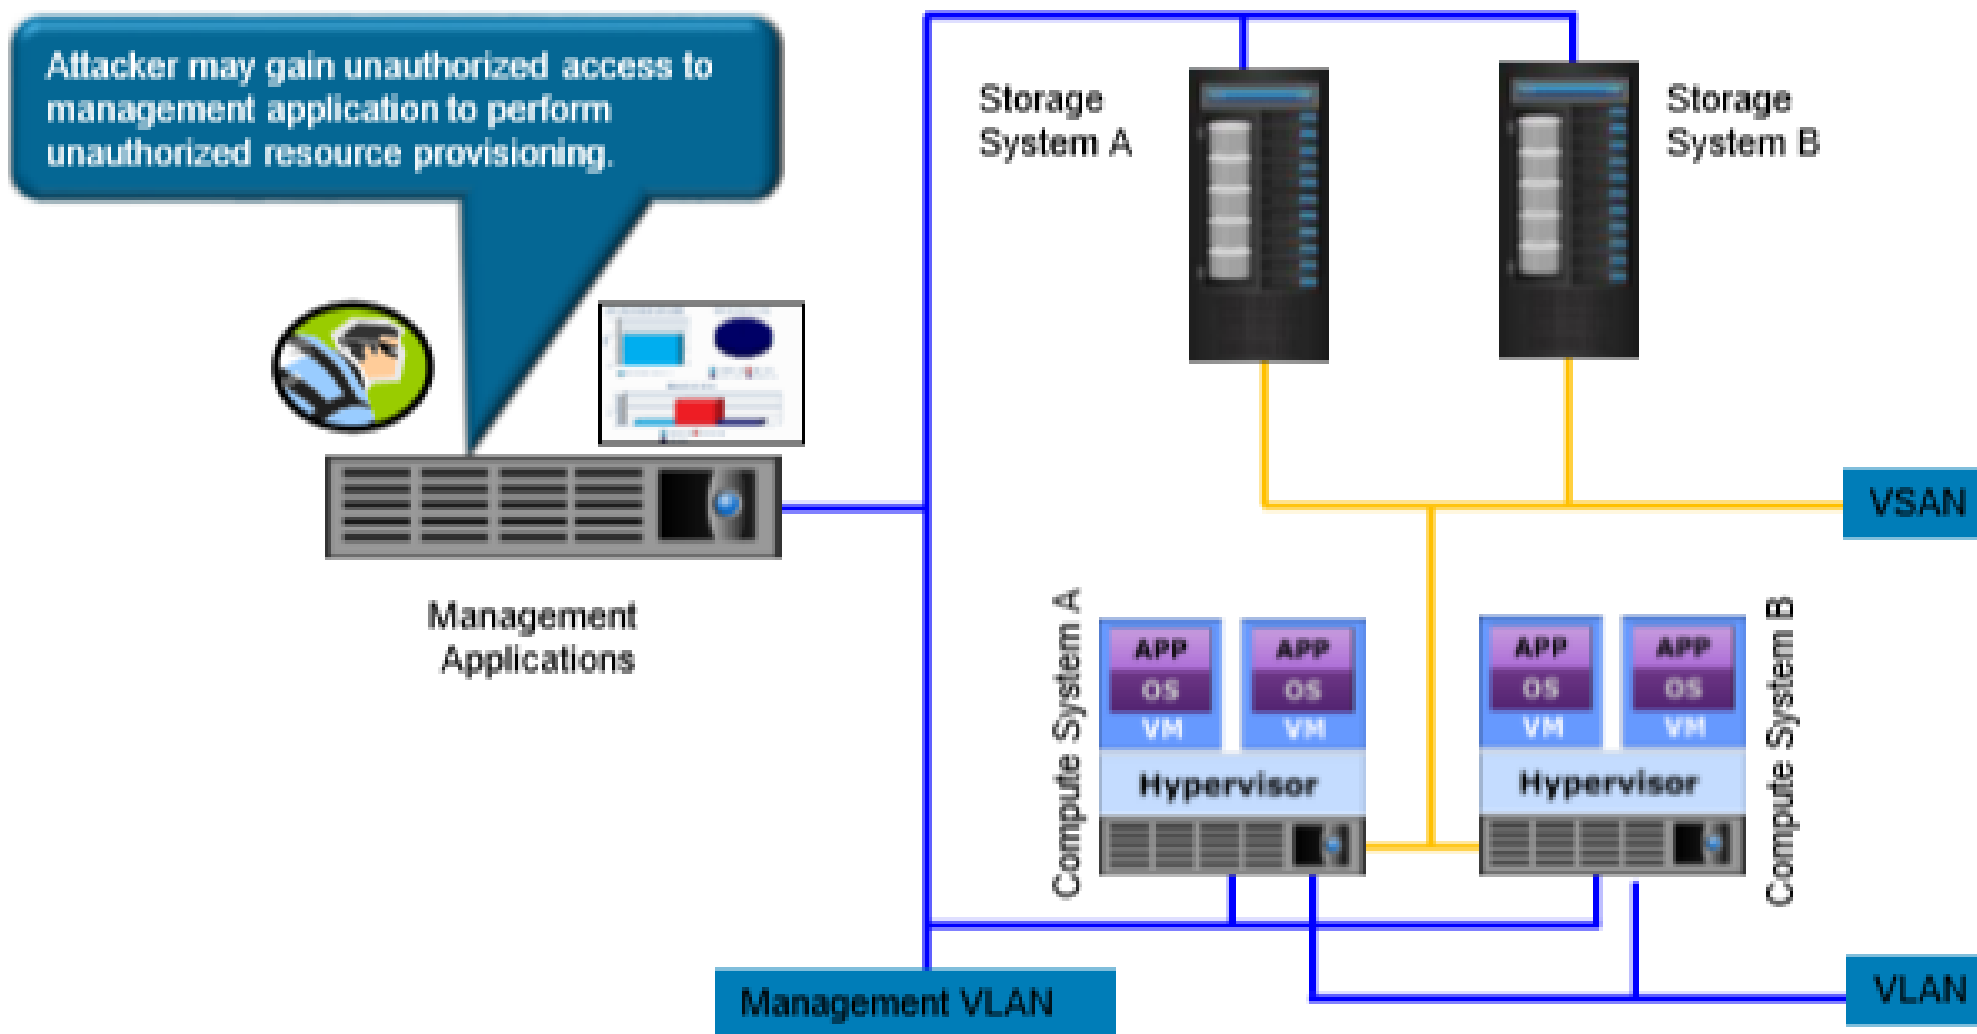 Attacker may gain unauthorized access to
management application to perform
unauthorized resource provisioning.
Storage
System A
Storage
System B
VSAN
Management
Applications
Compute System A
APP
OS
VM
APP
OS
VM
Hypervisor
APP
OS
VM
APP
OS
VM
Hypervisor
Compute System B
Management VLAN
VLAN